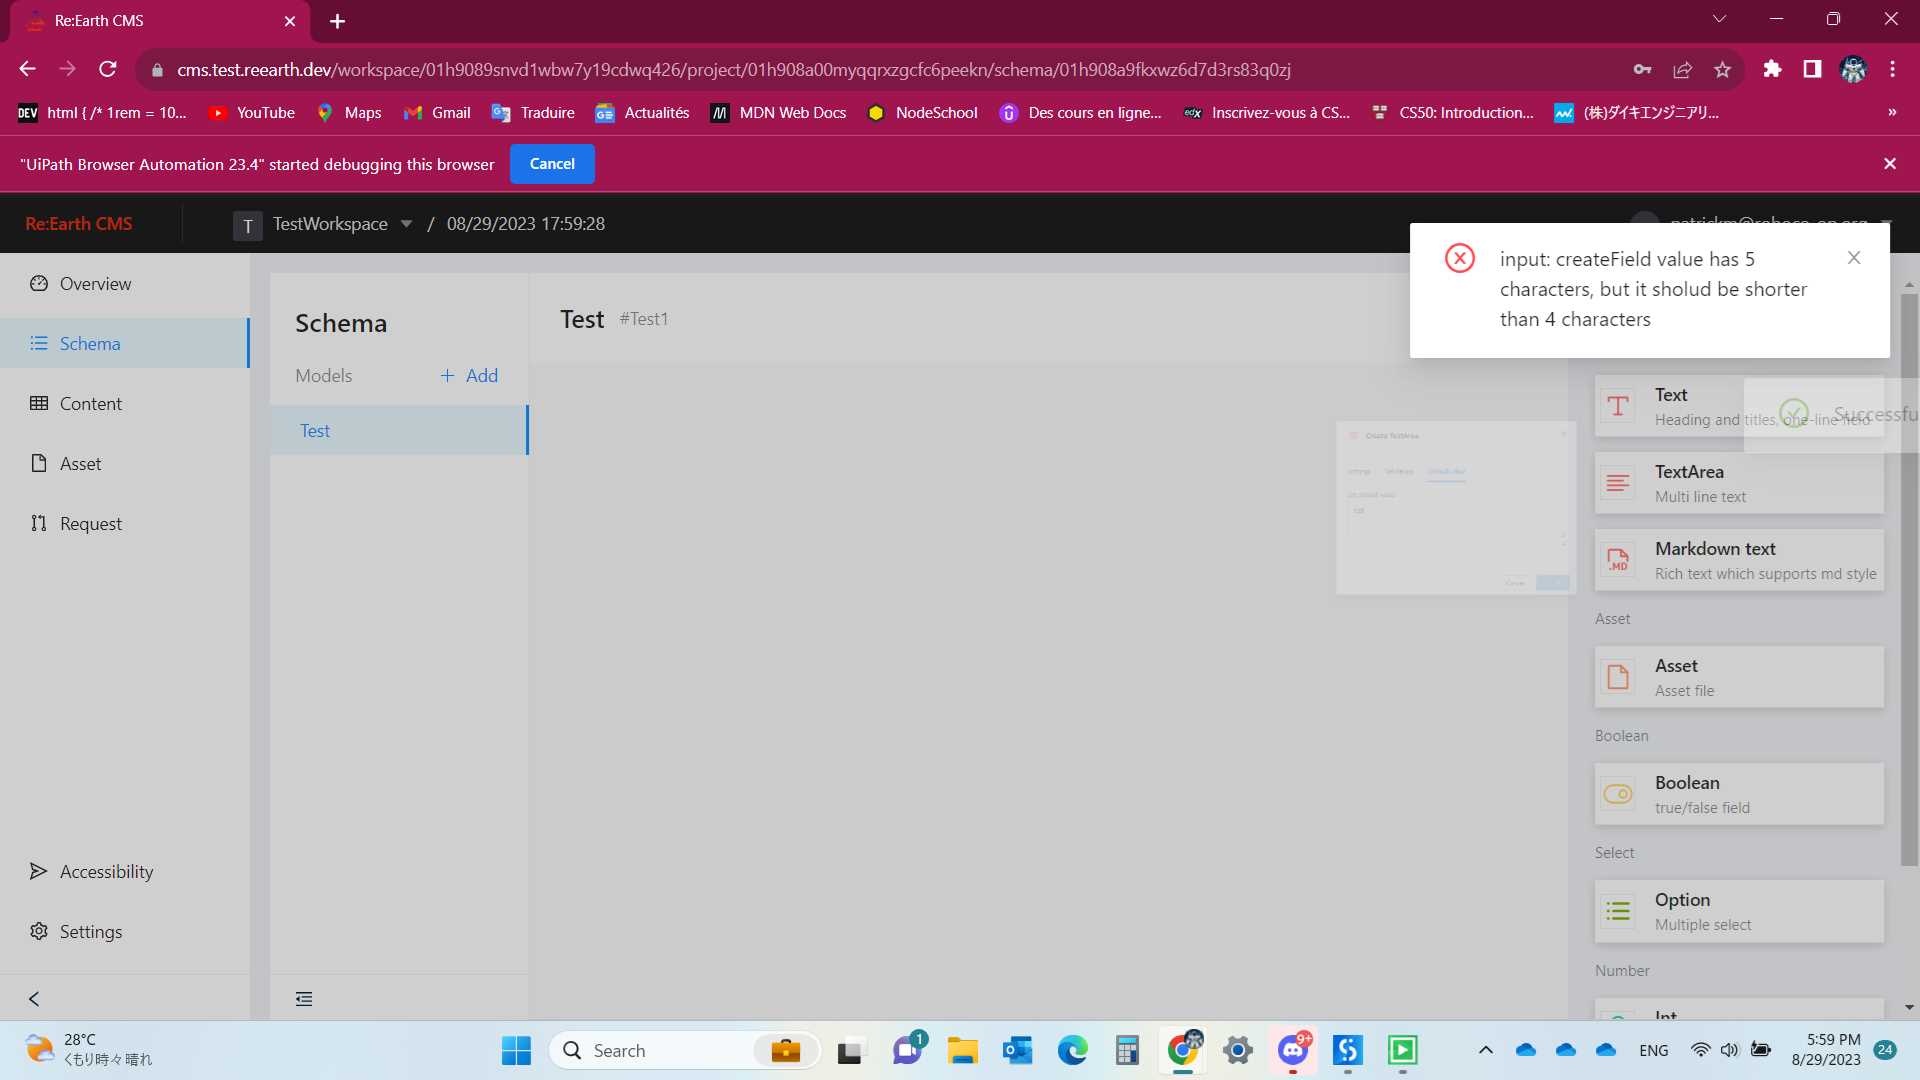 Re:Earth CMS
cms.test.reearth.dev/workspace/01h9089snvd1wbw7y19cdwq426/project/01h908a00myqqrxzgcfc6peekn/schema/01h908a9fkxwz6d7d3rs83q0zj
DEV html { /* 1rem = 10... YouTube Maps Gmail Traduire Actualités MDN Web Docs NodeSchool Des cours en ligne... edX Inscrivez-vous à CS... CS50: Introduction... (株)ダイキエンジニアリ... »
"UiPath Browser Automation 23.4" started debugging this browser Cancel
Re:Earth CMS T TestWorkspace / 08/29/2023 17:59:28
input: createField value has 5
characters, but it sholud be shorter
than 4 characters
Overview
Schema
Content
Asset
Request
Accessibility
Settings
Schema
Models + Add
Test
Test #Test1
Create TextArea
Text
Heading and titles, one-line field
Successfu
TextArea
Multi line text
Markdown text
.MD
Rich text which supports md style
Asset
Asset
Asset file
Boolean
Boolean
true/false field
Select
Option
Multiple select
Number
Int
28°C
くもり時々晴れ
Search
1
9+
ENG
5:59 PM
8/29/2023
24